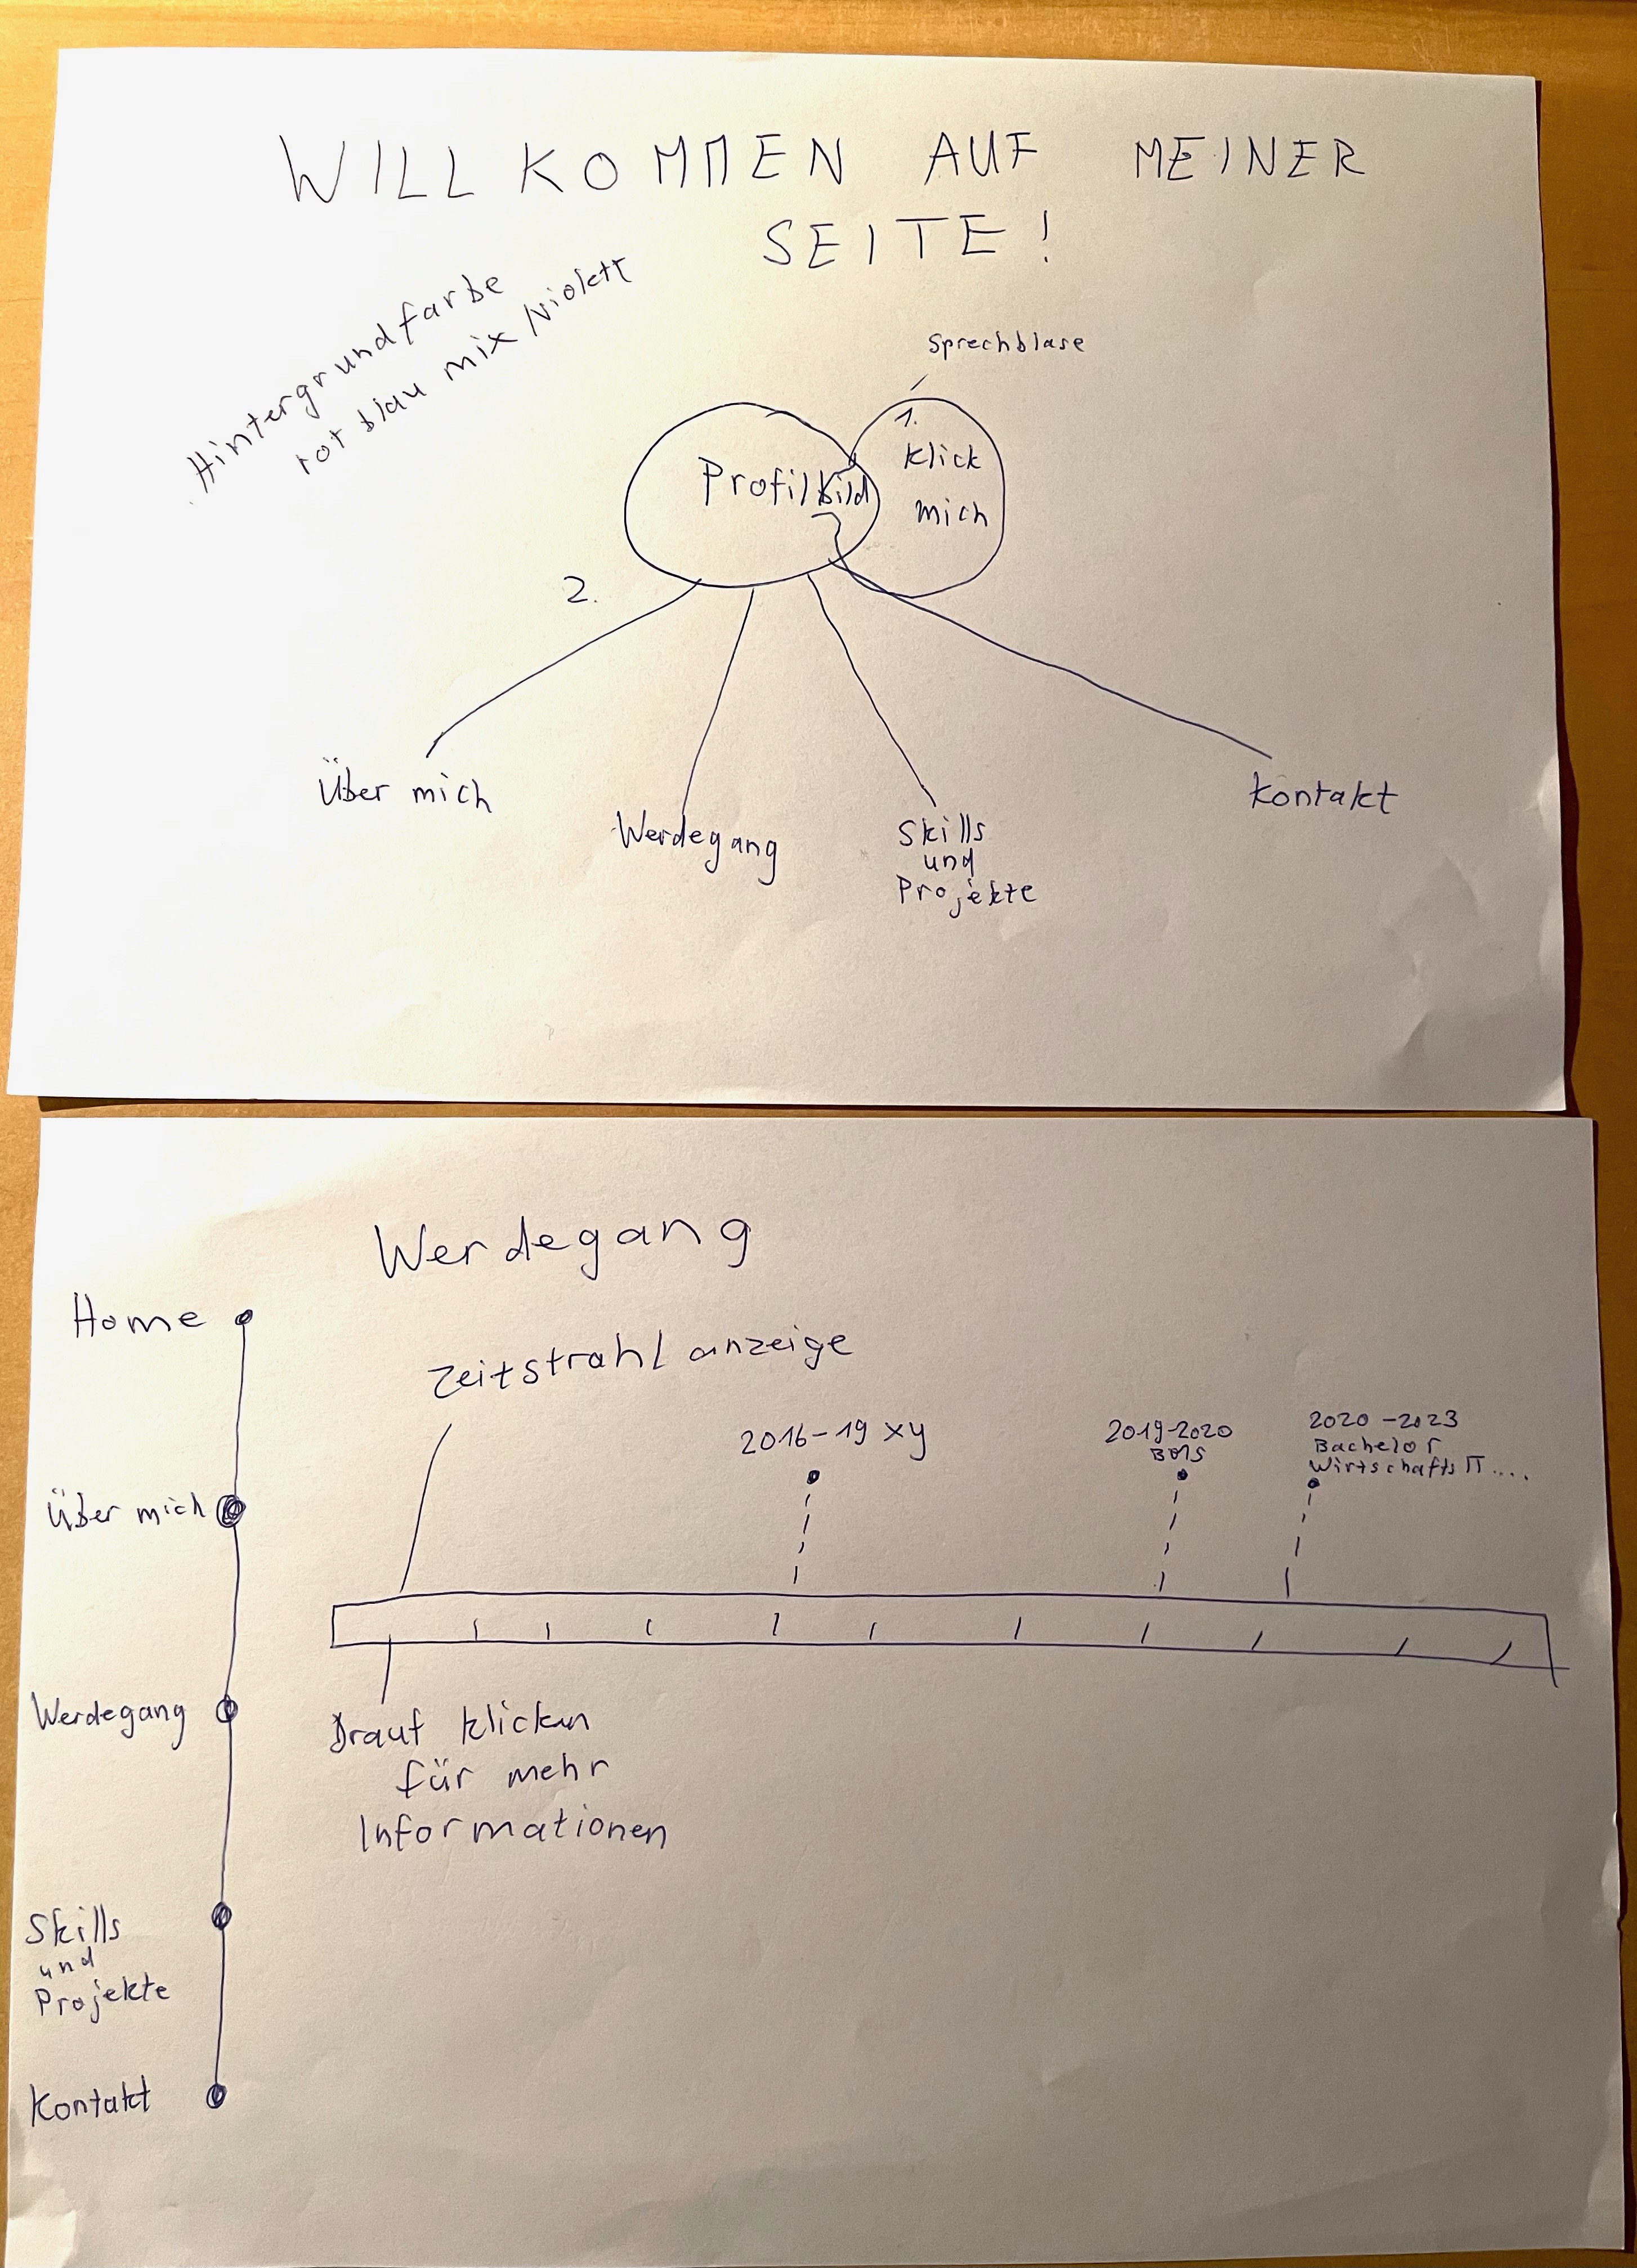 WILLKOMMEN AUF MEINER
SEITE!
Hintergrundfarbe
rot blau mix/violett
Sprechblase
1.
Klick
mich
Profilbild
2.
Über mich
Werdegang
Skills
und
Projekte
Kontakt
Werdegang
Home
Über mich
Werdegang
Skills
und
Projekte
Kontakt
Zeitstrahl anzeige
2016-19 xy
2019-2020
2020-2023
Bachelor
Wirtschafts IT....
Drauf klicken
für mehr
Informationen